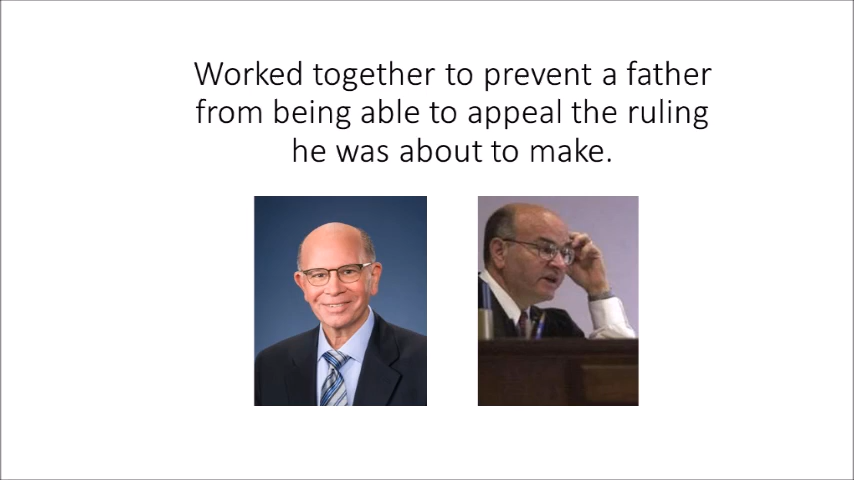 Worked together to prevent a father
from being able to appeal the ruling
he was about to make.